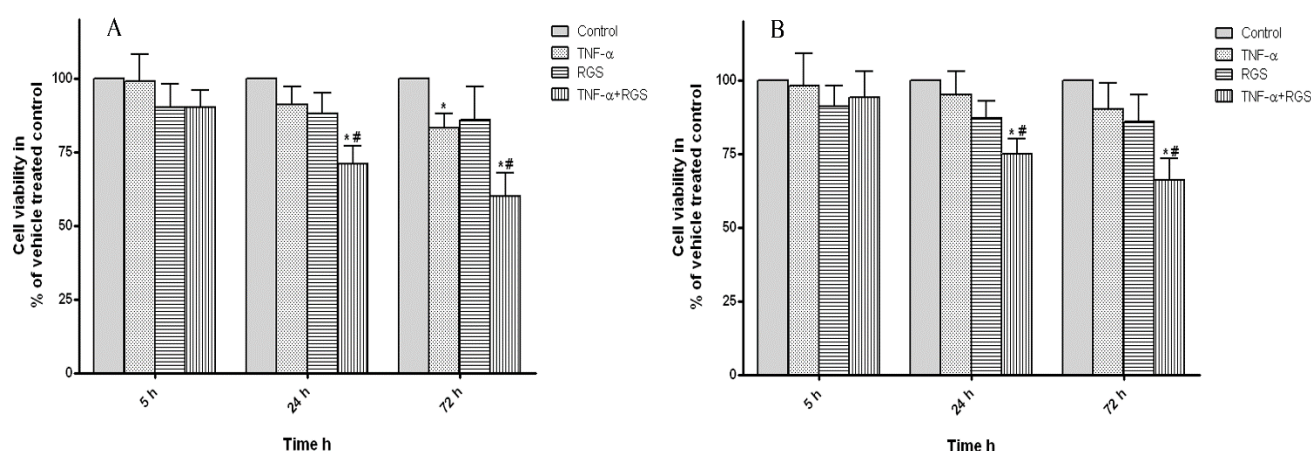 A
Control
TNF-α
RGS
TNF-α+RGS
100
75
50
25
0
Cell viability in
% of vehicle treated control
*#
*
*#
5 h
24 h
72 h
Time h
B
Control
TNF-α
RGS
TNF-α+RGS
100
75
50
25
0
Cell viability in
% of vehicle treated control
*#
*#
5 h
24 h
72 h
Time h